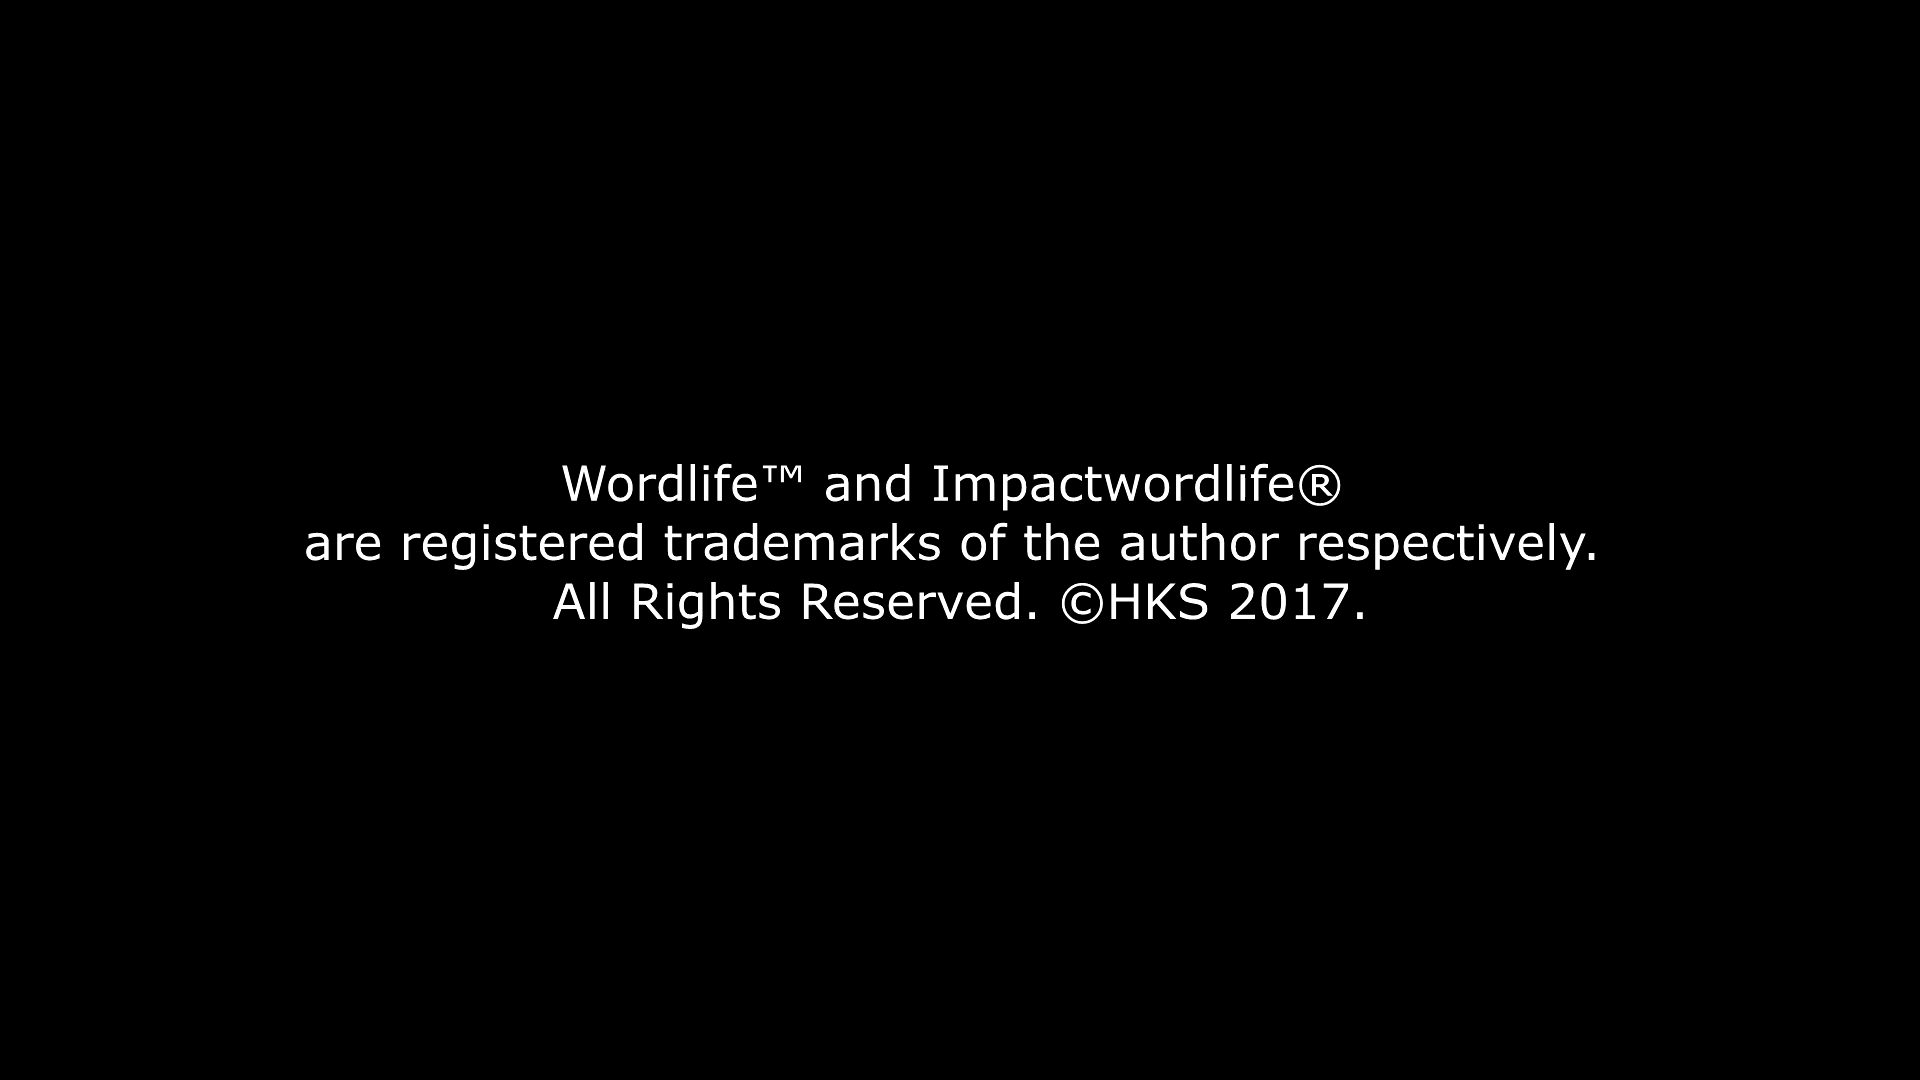 Wordlife™ and Impactwordlife®
are registered trademarks of the author respectively.
All Rights Reserved. ©HKS 2017.